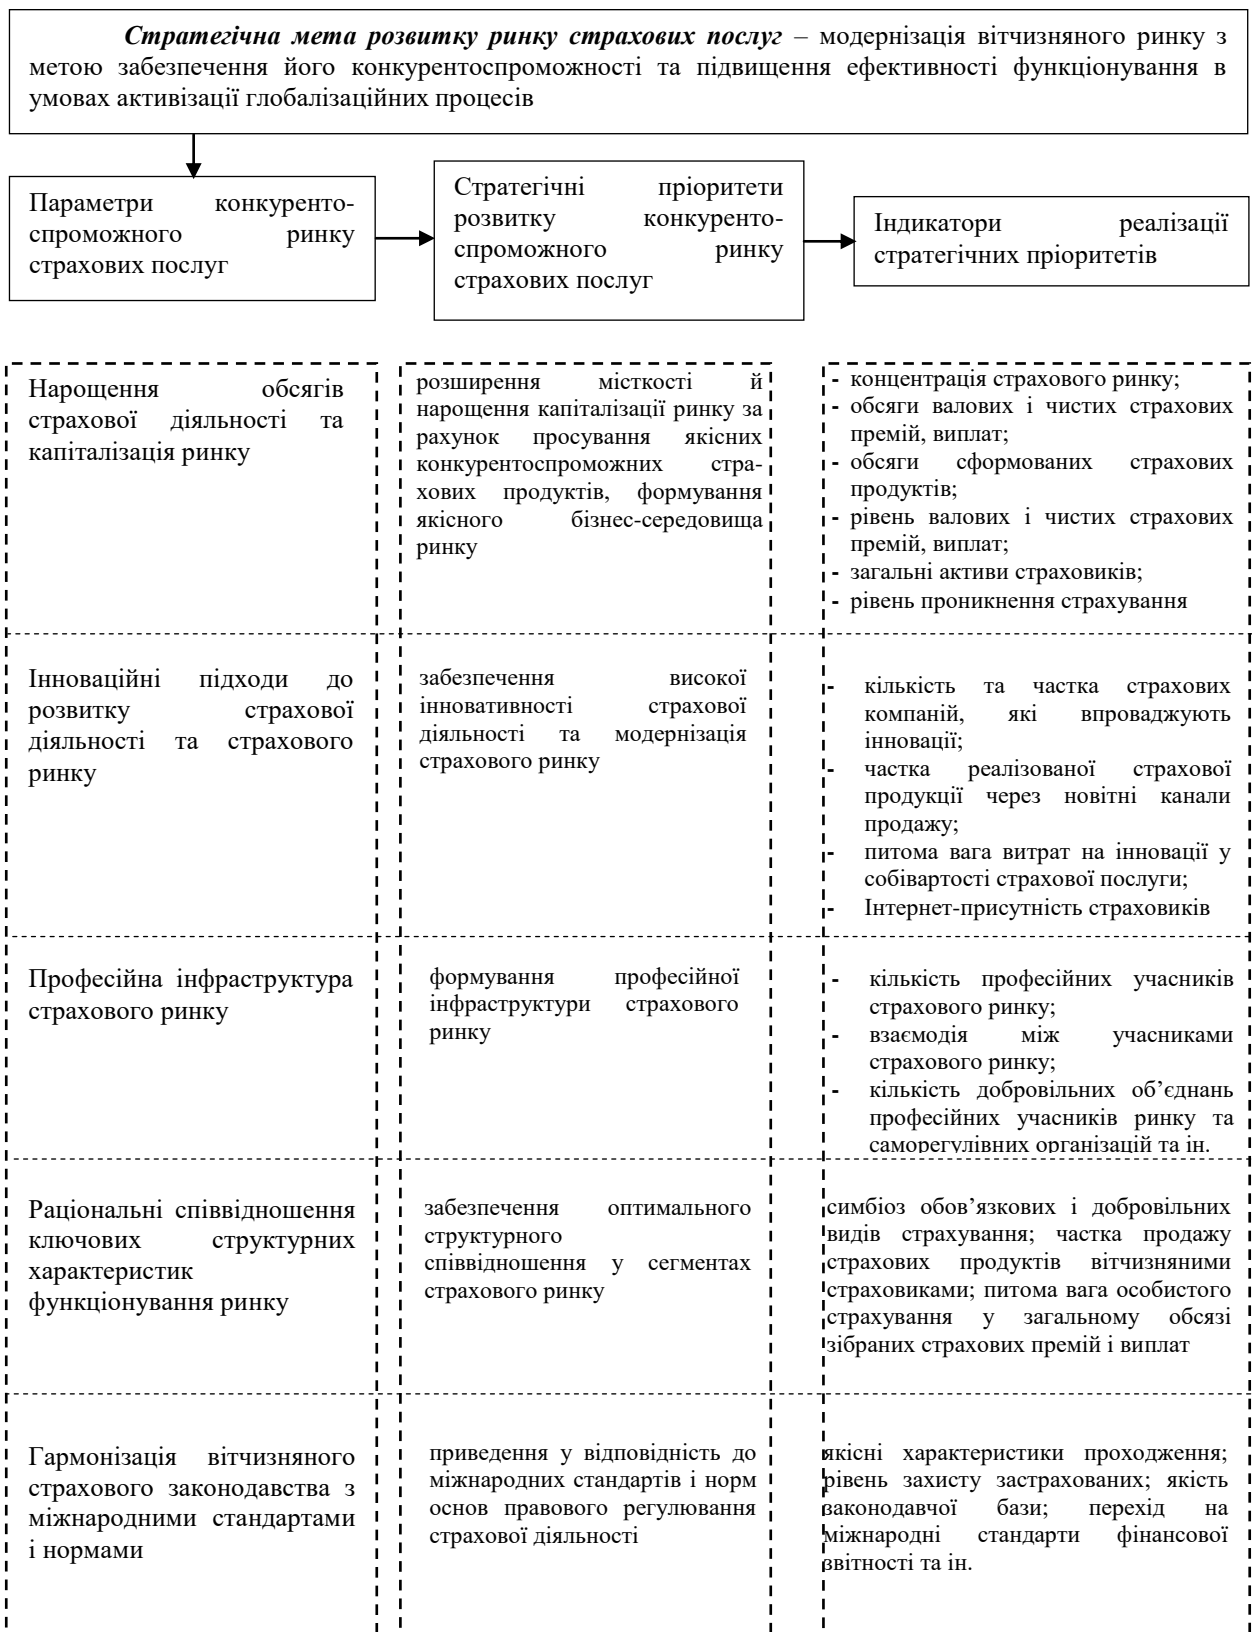 Стратегічна мета розвитку ринку страхових послуг – модернізація вітчизняного ринку з
метою забезпечення його конкурентоспроможності та підвищення ефективності функціонування в
умовах активізації глобалізаційних процесів
Параметри конкуренто-
спроможного ринку
страхових послуг
Стратегічні пріоритети
розвитку конкуренто-
спроможного ринку
страхових послуг
Індикатори реалізації
стратегічних пріоритетів
Нарощення обсягів
страхової діяльності та
капіталізація ринку
розширення місткості й
нарощення капіталізації ринку за
рахунок просування якісних
конкурентоспроможних стра-
хових продуктів, формування
якісного бізнес-середовища
ринку
- концентрація страхового ринку;
- обсяги валових і чистих страхових
премій, виплат;
- обсяги сформованих страхових
продуктів;
- рівень валових і чистих страхових
премій, виплат;
- загальні активи страховиків;
- рівень проникнення страхування
Інноваційні підходи до
розвитку страхової
діяльності та страхового
ринку
забезпечення високої
інновативності страхової
діяльності та модернізація
страхового ринку
- кількість та частка страхових
компаній, які впроваджують
інновації;
- частка реалізованої страхової
продукції через новітні канали
продажу;
- питома вага витрат на інновації у
собівартості страхової послуги;
- Інтернет-присутність страховиків
Професійна інфраструктура
страхового ринку
формування професійної
інфраструктури страхового
ринку
- кількість професійних учасників
страхового ринку;
- взаємодія між учасниками
страхового ринку;
- кількість добровільних об’єднань
професійних учасників ринку та
саморегулівних організацій та ін.
Раціональні співвідношення
ключових структурних
характеристик
функціонування ринку
забезпечення оптимального
структурного
співвідношення у сегментах
страхового ринку
симбіоз обов’язкових і добровільних
видів страхування; частка продажу
страхових продуктів вітчизняними
страховиками; питома вага особистого
страхування у загальному обсязі
зібраних страхових премій і виплат
Гармонізація вітчизняного
страхового законодавства з
міжнародними стандартами
і нормами
приведення у відповідність до
міжнародних стандартів і норм
основ правового регулювання
страхової діяльності
якісні характеристики проходження;
рівень захисту застрахованих; якість
законодавчої бази; перехід на
міжнародні стандарти фінансової
звітності та ін.